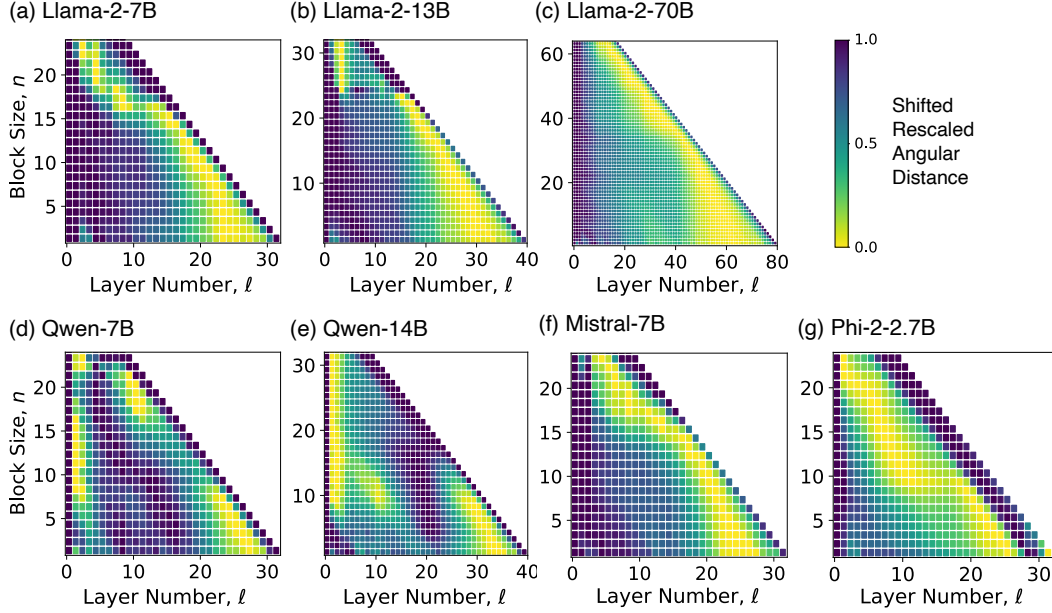 (a) Llama-2-7B
(b) Llama-2-13B
(c) Llama-2-70B
Block Size, n
20
15
10
5
0 10 20 30
Layer Number, ℓ
30
20
10
0 10 20 30 40
Layer Number, ℓ
60
40
20
0 20 40 60 80
Layer Number, ℓ
1.0
0.5
0.0
Shifted
Rescaled
Angular
Distance
(d) Qwen-7B
(e) Qwen-14B
(f) Mistral-7B
(g) Phi-2-2.7B
Block Size, n
20
15
10
5
0 10 20 30
Layer Number, ℓ
30
20
10
0 10 20 30 40
Layer Number, ℓ
20
15
10
5
0 10 20 30
Layer Number, ℓ
20
15
10
5
0 10 20 30
Layer Number, ℓ